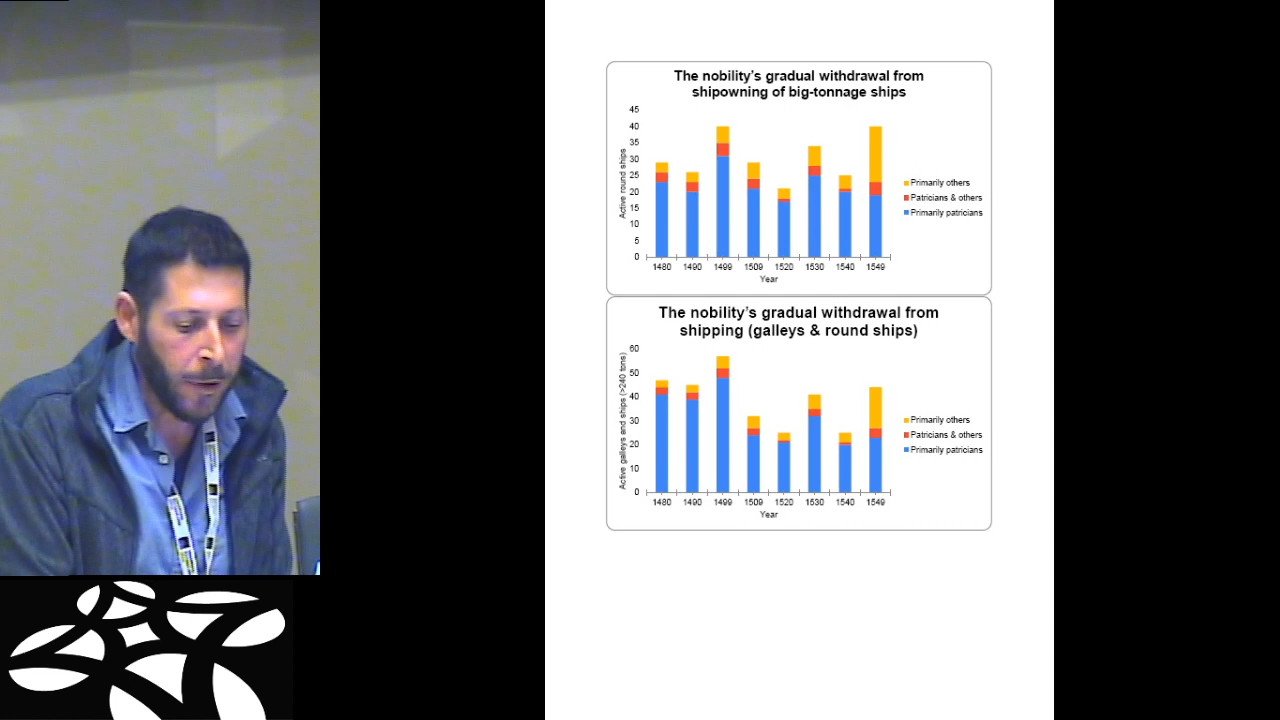 The nobility's gradual withdrawal from
shipowning of big-tonnage ships
45
40
35
30
25
20
15
10
5
0
Active round ships
1480 1490 1499 1509 1520 1530 1540 1549
Year
Primarily others
Patricians & others
Primarily patricians
The nobility's gradual withdrawal from
shipping (galleys & round ships)
60
50
40
30
20
10
0
Active galleys and ships (>240 tons)
1480 1490 1499 1509 1520 1530 1540 1549
Year
Primarily others
Patricians & others
Primarily patricians